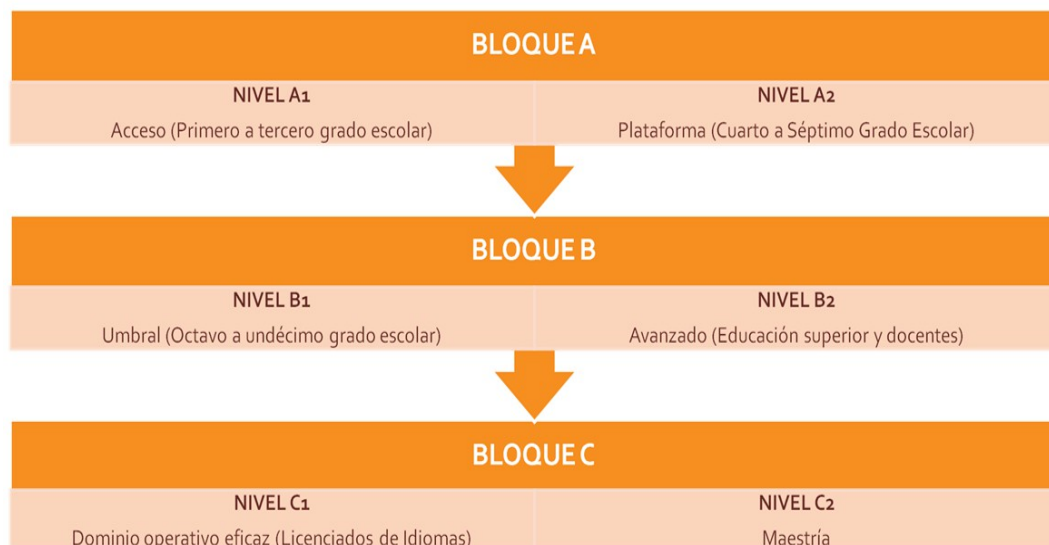 BLOQUE A
NIVEL A1
Acceso (Primero a tercero grado escolar)
NIVEL A2
Plataforma (Cuarto a Séptimo Grado Escolar)
BLOQUE B
NIVEL B1
Umbral (Octavo a undécimo grado escolar)
NIVEL B2
Avanzado (Educación superior y docentes)
BLOQUE C
NIVEL C1
Dominio operativo eficaz (Licenciados de Idiomas)
NIVEL C2
Maestría